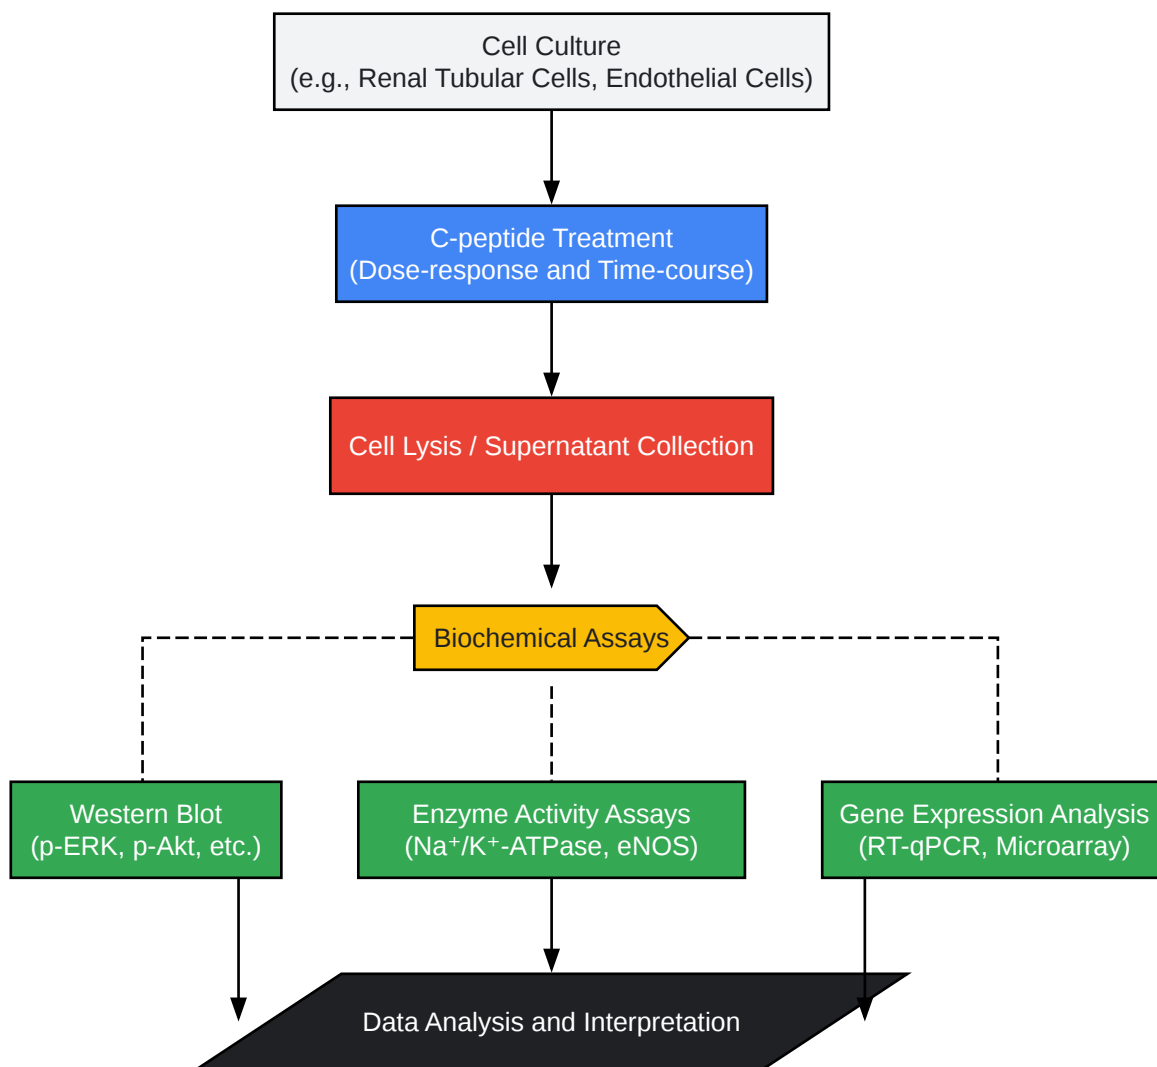 Cell Culture
(e.g., Renal Tubular Cells, Endothelial Cells)
C-peptide Treatment
(Dose-response and Time-course)
Cell Lysis / Supernatant Collection
Biochemical Assays
Western Blot
(p-ERK, p-Akt, etc.)
Enzyme Activity Assays
(Na⁺/K⁺-ATPase, eNOS)
Gene Expression Analysis
(RT-qPCR, Microarray)
Data Analysis and Interpretation